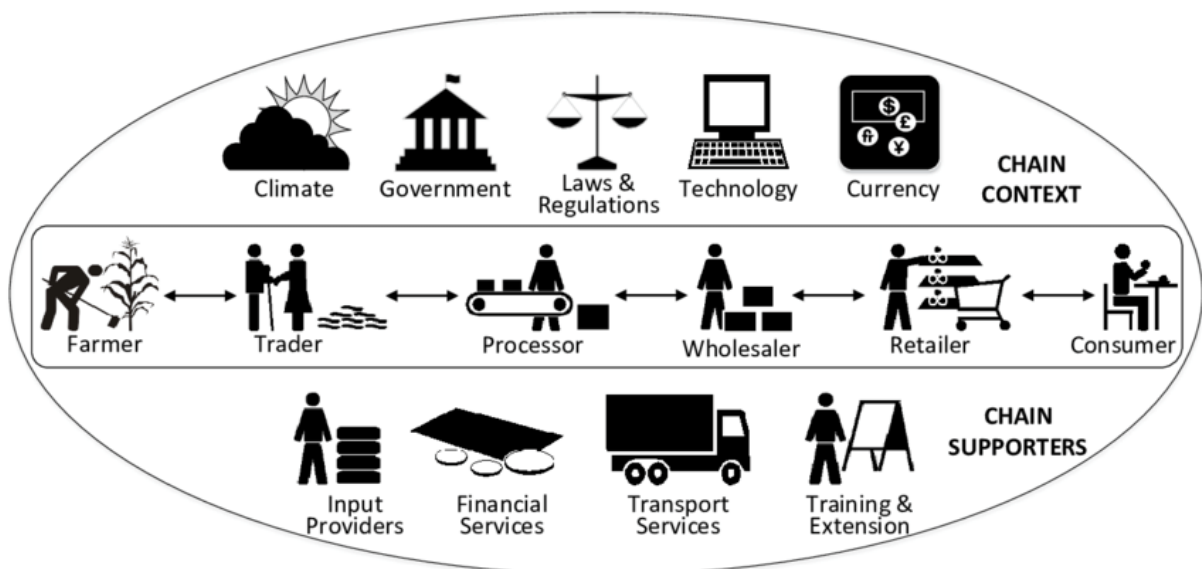 Climate
Government
Laws &
Regulations
Technology
Currency
CHAIN
CONTEXT
Farmer
Trader
Processor
Wholesaler
Retailer
Consumer
CHAIN
SUPPORTERS
Input
Providers
Financial
Services
Transport
Services
Training &
Extension